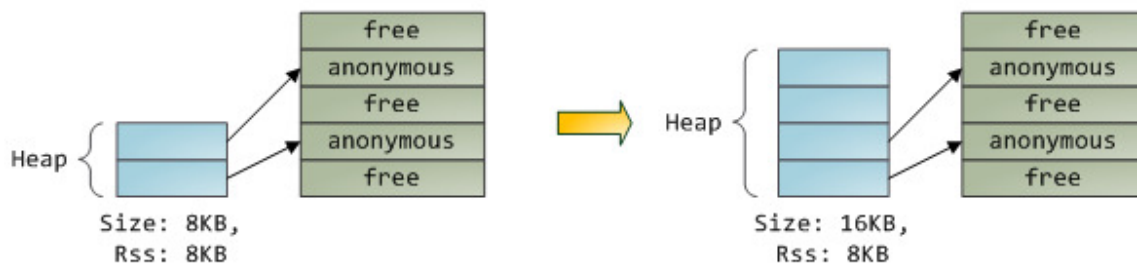 free
anonymous
free
anonymous
free
Heap
Size: 8KB,
Rss: 8KB
free
anonymous
free
anonymous
free
Heap
Size: 16KB,
Rss: 8KB